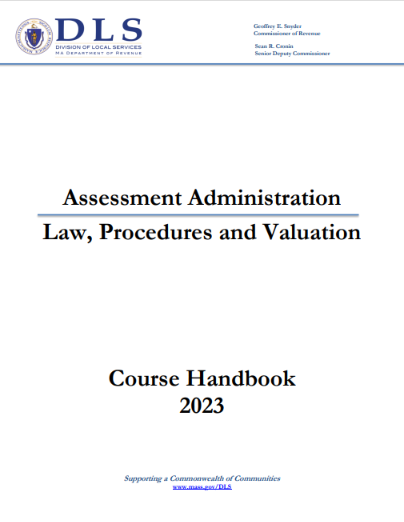 DLS
DIVISION OF LOCAL SERVICES
MA DEPARTMENT OF REVENUE
Geoffrey E. Snyder
Commissioner of Revenue
Sean R. Cronin
Senior Deputy Commissioner
Assessment Administration
Law, Procedures and Valuation
Course Handbook
2023
Supporting a Commonwealth of Communities
www.mass.gov/DLS